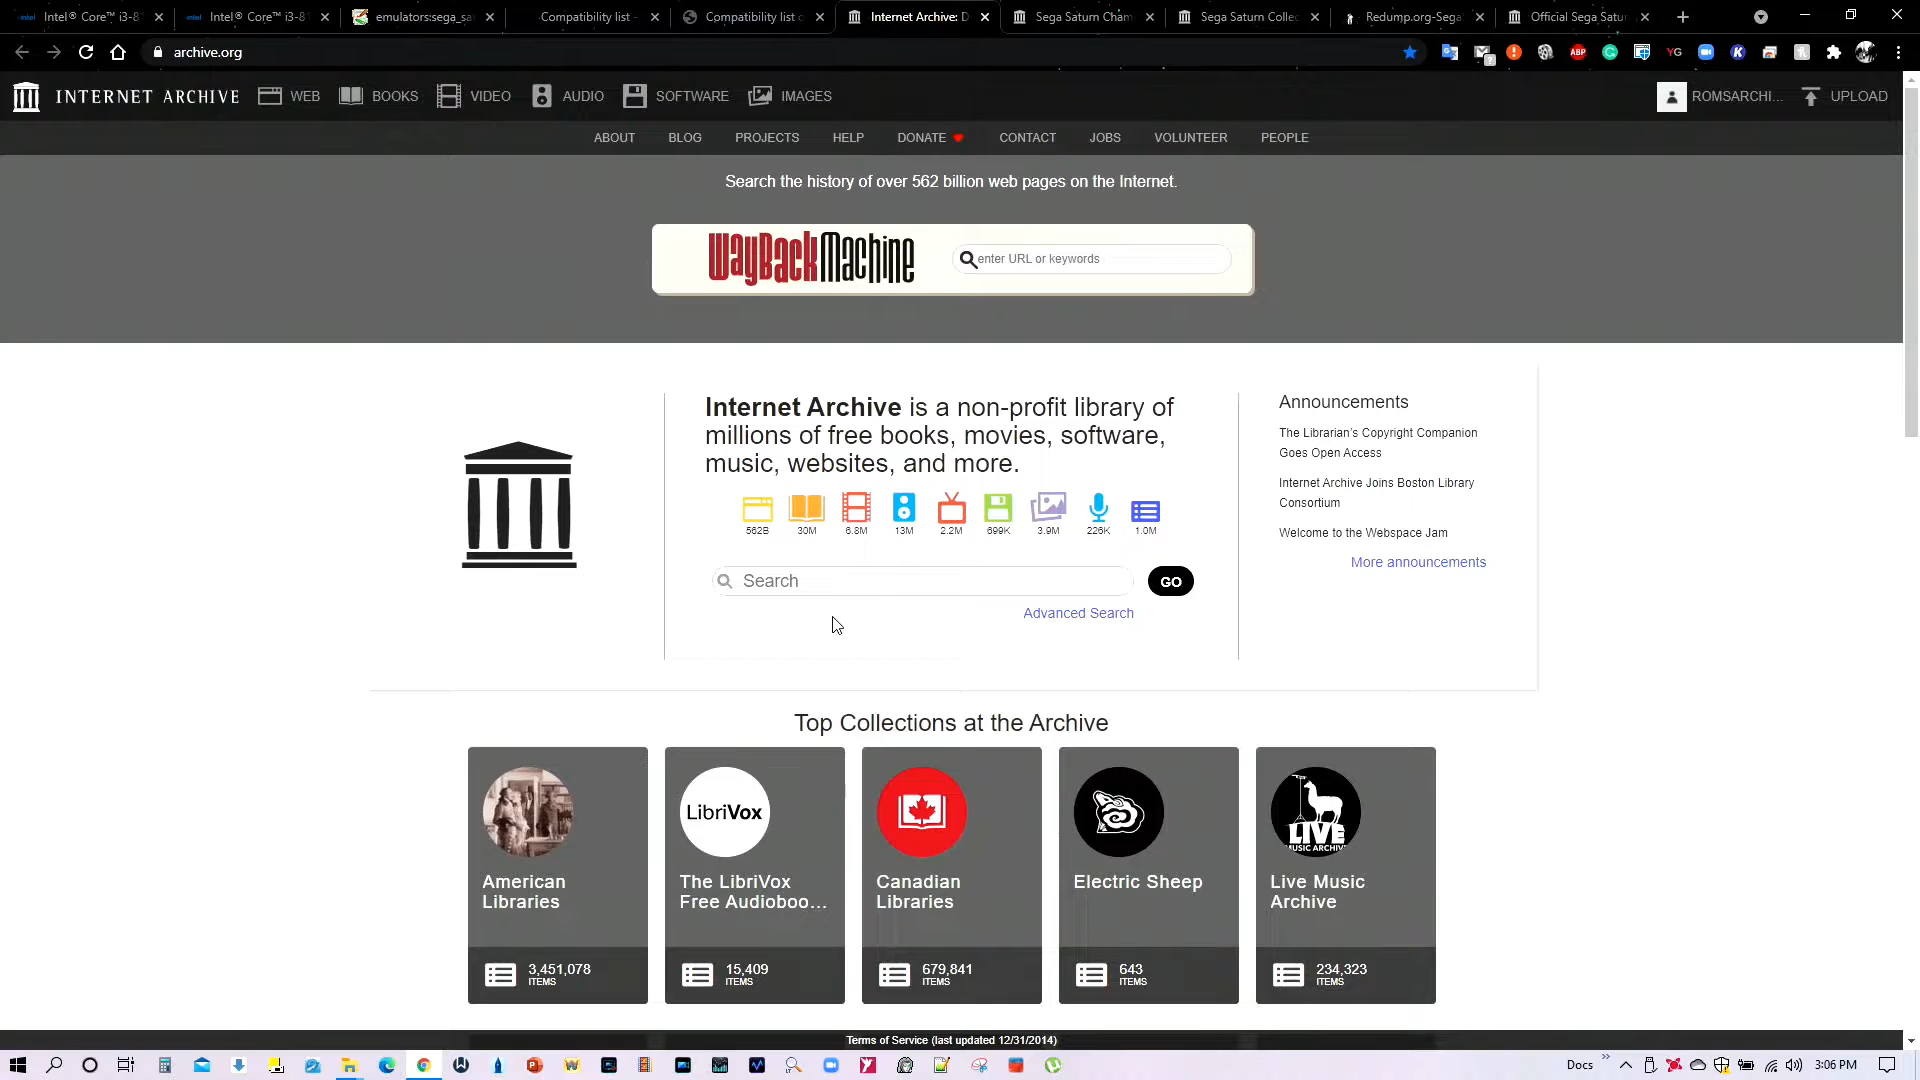 Intel® Core™ i3-81
Intel® Core™ i3-81
emulators:sega_sa
Compatibility list -
Compatibility list o
Internet Archive: D
Sega Saturn Cham
Sega Saturn Collec
Redump.org-Sega
Official Sega Satur
archive.org
INTERNET ARCHIVE WEB BOOKS VIDEO AUDIO SOFTWARE IMAGES ROMSARCHI... UPLOAD
ABOUT BLOG PROJECTS HELP DONATE CONTACT JOBS VOLUNTEER PEOPLE
Search the history of over 562 billion web pages on the Internet.
WayBackMachine enter URL or keywords
Internet Archive is a non-profit library of
millions of free books, movies, software,
music, websites, and more.
562B 30M 6.8M 13M 2.2M 699K 3.9M 226K 1.0M
Search GO
Advanced Search
Announcements
The Librarian's Copyright Companion
Goes Open Access
Internet Archive Joins Boston Library
Consortium
Welcome to the Webspace Jam
More announcements
Top Collections at the Archive
American
Libraries
3,451,078
ITEMS
LibriVox
The LibriVox
Free Audioboo...
15,409
ITEMS
Canadian
Libraries
679,841
ITEMS
Electric Sheep
643
ITEMS
LIVE
MUSIC ARCHIVE
Live Music
Archive
234,323
ITEMS
Terms of Service (last updated 12/31/2014)
Docs 3:06 PM